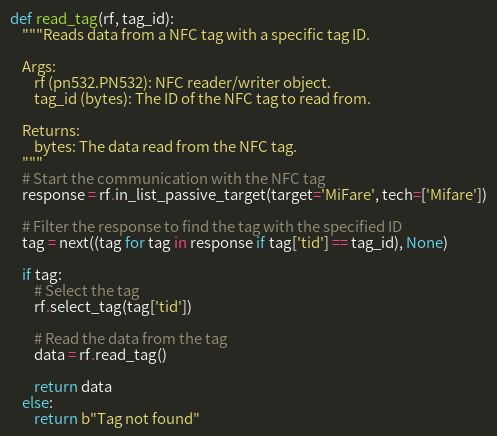 def read_tag(rf, tag_id):
    """Reads data from a NFC tag with a specific tag ID.

    Args:
        rf (pn532.PN532): NFC reader/writer object.
        tag_id (bytes): The ID of the NFC tag to read from.

    Returns:
        bytes: The data read from the NFC tag.
    """
    # Start the communication with the NFC tag
    response = rf.in_list_passive_target(target='MiFare', tech=['Mifare'])

    # Filter the response to find the tag with the specified ID
    tag = next((tag for tag in response if tag['tid'] == tag_id), None)

    if tag:
        # Select the tag
        rf.select_tag(tag['tid'])

        # Read the data from the tag
        data = rf.read_tag()

        return data
    else:
        return b"Tag not found"